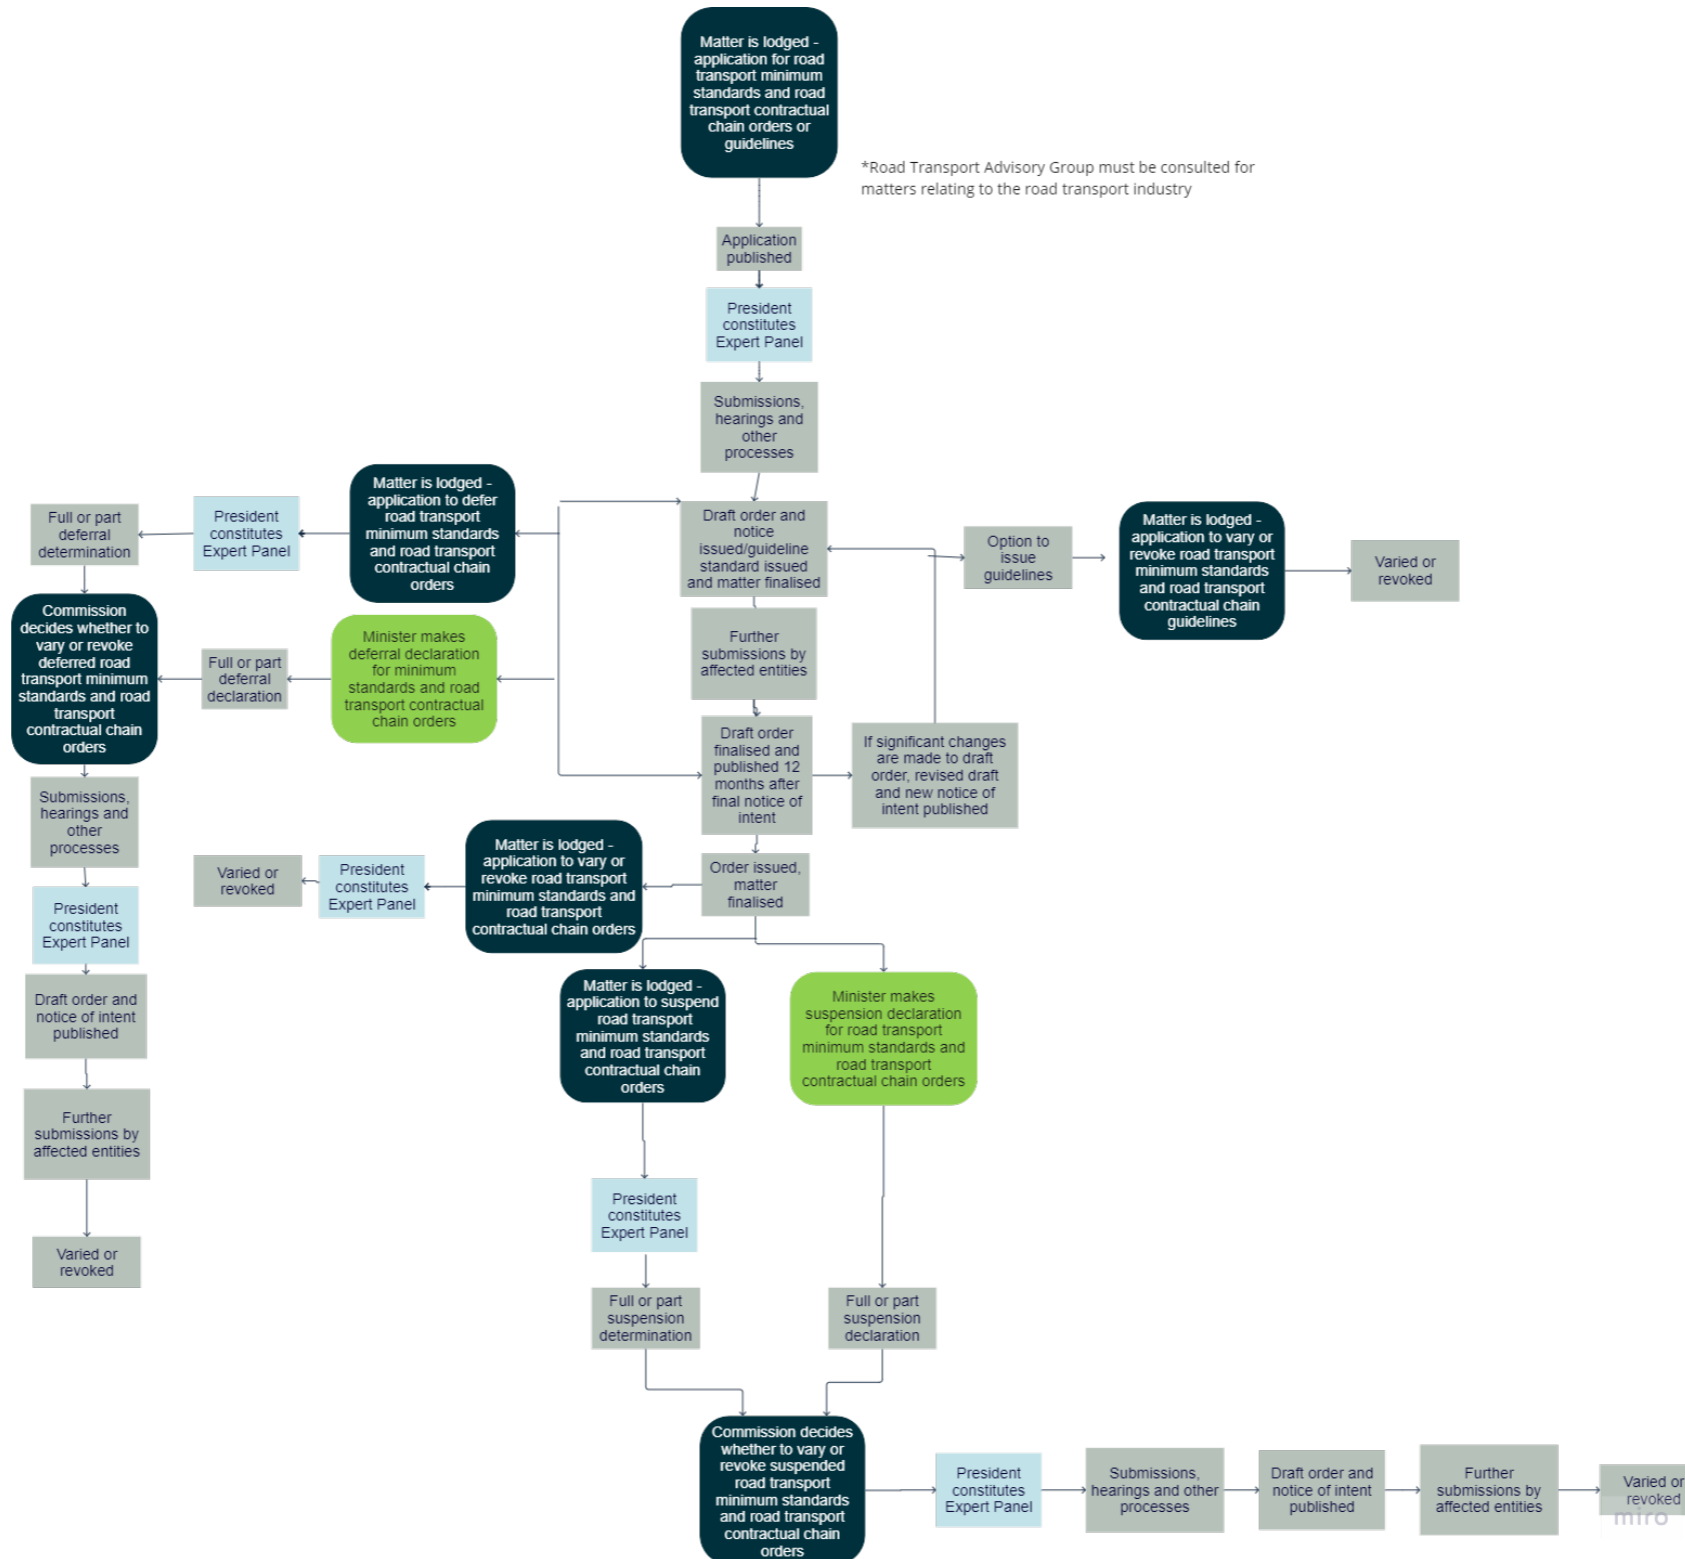 Matter is lodged -
application for road
transport minimum
standards and road
transport contractual
chain orders or
guidelines
*Road Transport Advisory Group must be consulted for
matters relating to the road transport industry
Application
published
President
constitutes
Expert Panel
Submissions,
hearings and
other
processes
Draft order and
notice
issued/guideline
standard issued
and matter finalised
Option to
issue
guidelines
Matter is lodged -
application to vary or
revoke road transport
minimum standards
and road transport
contractual chain
guidelines
Varied or
revoked
Matter is lodged -
application to defer
road transport
minimum standards
and road transport
contractual chain
orders
President
constitutes
Expert Panel
Full or part
deferral
determination
Commission
decides whether to
vary or revoke
deferred road
transport minimum
standards and road
transport
contractual chain
orders
Full or part
deferral
declaration
Minister makes
deferral declaration
for minimum
standards and road
transport contractual
chain orders
Further
submissions by
affected entities
Draft order
finalised and
published 12
months after
final notice of
intent
If significant changes
are made to draft
order, revised draft
and new notice of
intent published
Submissions,
hearings and
other
processes
President
constitutes
Expert Panel
Draft order and
notice of intent
published
Further
submissions by
affected entities
Varied or
revoked
Order issued,
matter
finalised
Matter is lodged -
application to vary or
revoke road transport
minimum standards and
road transport
contractual chain orders
President
constitutes
Expert Panel
Varied or
revoked
Matter is lodged -
application to suspend
road transport
minimum standards
and road transport
contractual chain
orders
Minister makes
suspension declaration
for road transport
minimum standards and
road transport
contractual chain orders
President
constitutes
Expert Panel
Full or part
suspension
determination
Full or part
suspension
declaration
Commission decides
whether to vary or
revoke suspended
road transport
minimum standards
and road transport
contractual chain
orders
President
constitutes
Expert Panel
Submissions,
hearings and other
processes
Draft order and
notice of intent
published
Further
submissions by
affected entities
Varied or
revoked
miro